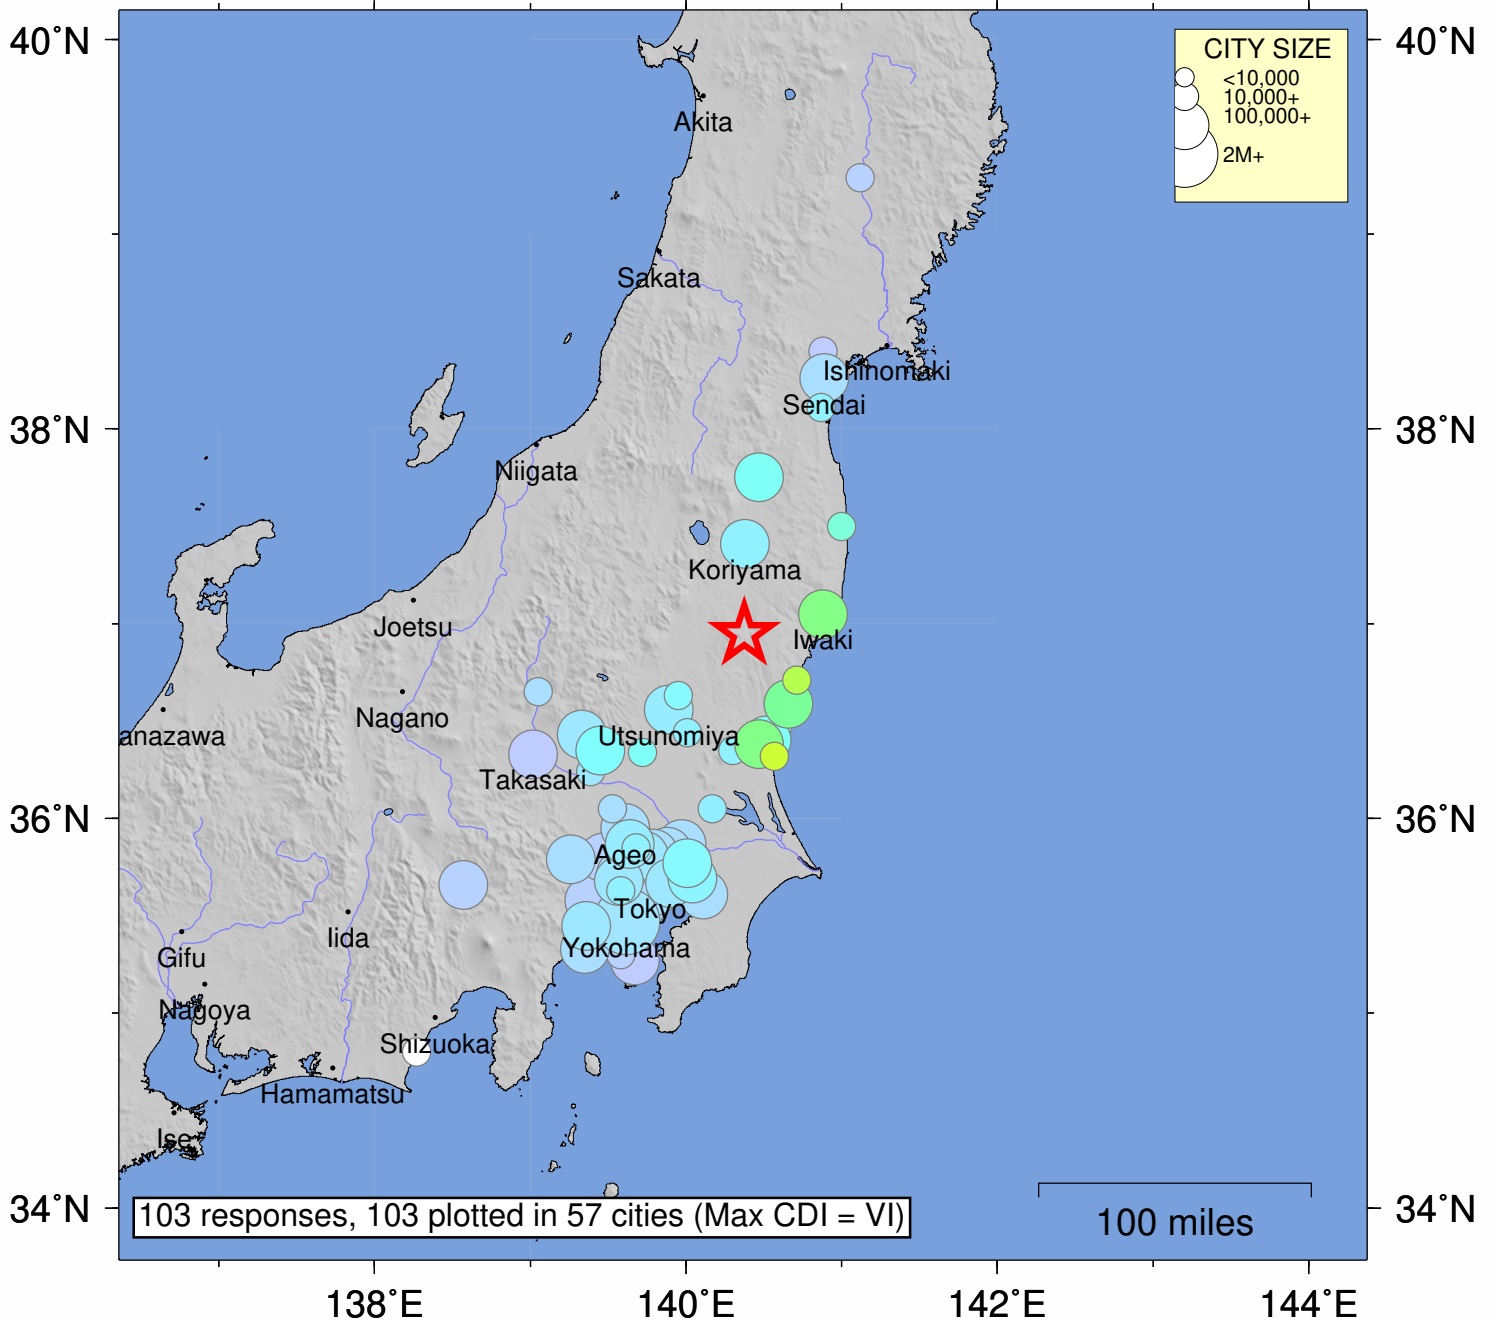 40°N
40°N
CITY SIZE
<10,000
10,000+
100,000+
2M+
Akita
Sakata
Ishinomaki
Sendai
38°N
38°N
Niigata
Koriyama
Joetsu
Iwaki
Nagano
anazawa
Utsunomiya
Takasaki
36°N
36°N
Ageo
Tokyo
Iida
Yokohama
Gifu
Nagoya
Shizuoka
Hamamatsu
Ise
34°N
34°N
103 responses, 103 plotted in 57 cities (Max CDI = VI)
100 miles
138°E
140°E
142°E
144°E